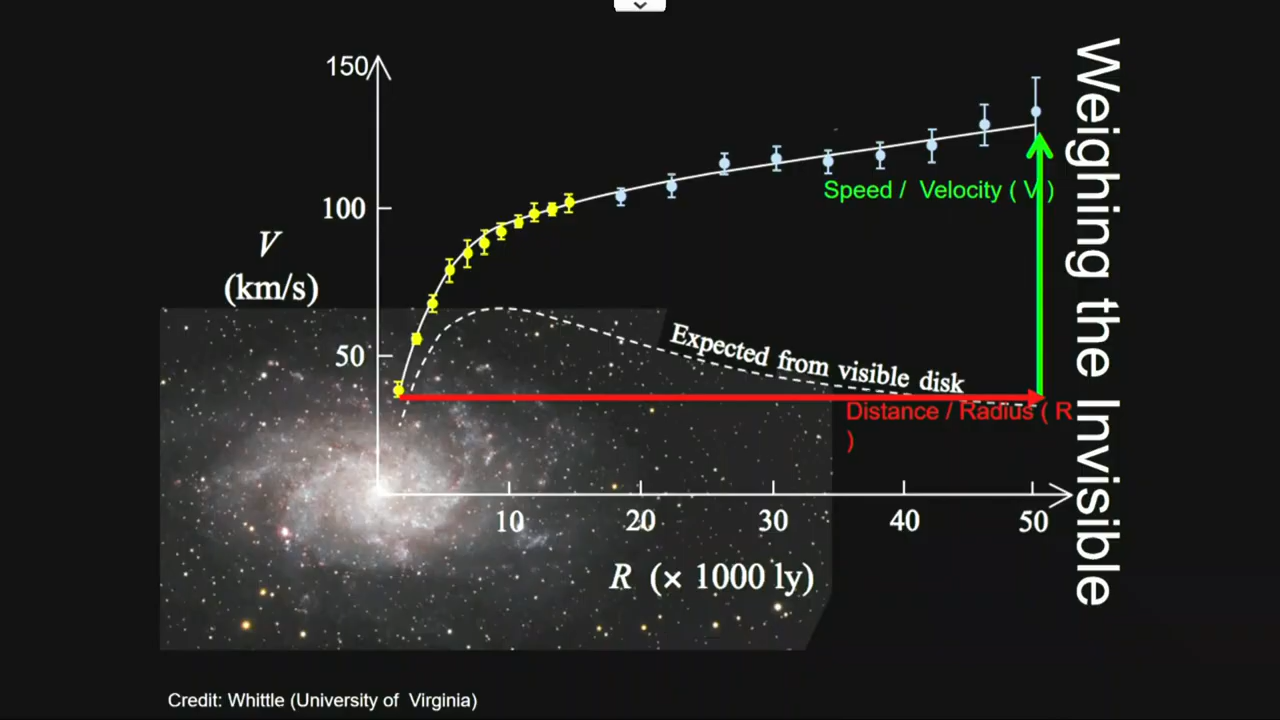 150
100
V
(km/s)
50
Speed / Velocity ( V )
Expected from visible disk
Distance / Radius ( R
)
10 20 30 40 50
R (× 1000 ly)
Weighing the Invisible
Credit: Whittle (University of Virginia)